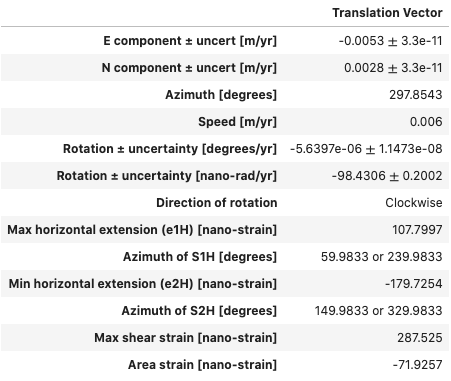 Translation Vector
E component ± uncert [m/yr] -0.0053 ± 3.3e-11
N component ± uncert [m/yr] 0.0028 ± 3.3e-11
Azimuth [degrees] 297.8543
Speed [m/yr] 0.006
Rotation ± uncertainty [degrees/yr] -5.6397e-06 ± 1.1473e-08
Rotation ± uncertainty [nano-rad/yr] -98.4306 ± 0.2002
Direction of rotation Clockwise
Max horizontal extension (e1H) [nano-strain] 107.7997
Azimuth of S1H [degrees] 59.9833 or 239.9833
Min horizontal extension (e2H) [nano-strain] -179.7254
Azimuth of S2H [degrees] 149.9833 or 329.9833
Max shear strain [nano-strain] 287.525
Area strain [nano-strain] -71.9257